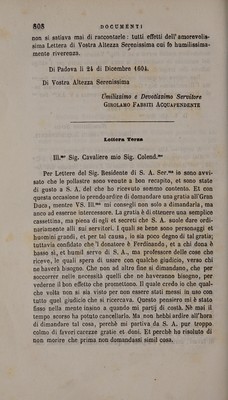 808 DOCUMENTI
non si estiava mai di raccontarle: tutti effetti dell' amorevolis-
sima Lettera di Vostra Altezza Serenissima cui fo humilissima-
mente riverenza.
Di Padova li 24 di Dicembre 1604.
Di Vostra Altezza Serenissima
Umilissimo e Devotissimo Servitore
GIROLAMO FABRITI ACQUAPENDENTE
Lettera Terza
Ill.mo Sig. Cavaliere mio Sig. Colend.mo
Per Lettere del Sig. Residente di S. A. Ser.ma io sono avvi-
sato che le pollastre sono venute a ben recapito, et sono state
di gusto a S. A. del che ho ricevuto sommo contento. Et con
questa occasione io prendo ardire di domandare una gratia all'Gran
Duca, mentre VS. Ill.ma mi consegli non solo a dimandarla, ma
anco ad esserne intercessore. La gratia è di ottenere una semplice
cassettina, ma piena di ogli et secreti che S. A. suole dare ordi-
nariamente alli sui servitori. I quali se bene sono personaggi et
huomini grandi, et per tal causa, io sia poco degno di tal gratia;
tuttavia confidato che 'l donatore è Ferdinando, et a chi dona è
basso sì, et humil servo di S. A., ma professore delle cose che
riceve, le quali spera di usare con qualche giudicio, verso chi
ne haverà bisogno. Che non ad altro fine si dimandano, che per
soccorrer nelle necessità quelli che ne haveranno bisogno, per
vederne il ben effetto che promettono. Il quale credo io che qual-
che volta non si sia visto per non essere stati messi in uso con
tutto quel giudicio che si ricercava. Questo pensiero mi è stato
fisso nella mente insino a quando mi partij di costà. Nè mai il
tempo scorso ha potuto cancellarlo. Ma non hebbi ardire all'hora
di dimandare tal cosa, perchè mi partiva da S. A. pur troppo
colmo di favori carezze gratie et doni. Et perchè ho risoluto di
non morire che prima non domandassi simil cosa.